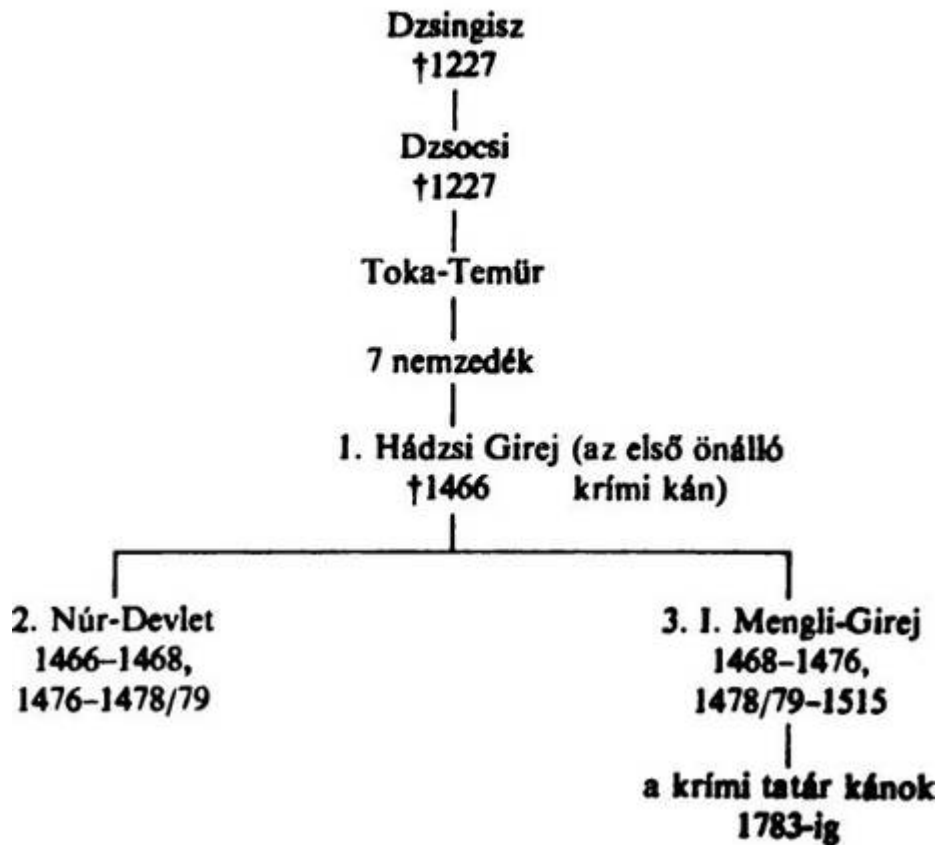 Dzsingisz
†1227
Dzsocsi
†1227
Toka-Temür
7 nemzedék
1. Hádzsi Girej (az első önálló
†1466 krími kán)
2. Núr-Devlet
1466–1468,
1476–1478/79
3. I. Mengli-Girej
1468–1476,
1478/79–1515
a krími tatár kánok
1783-ig